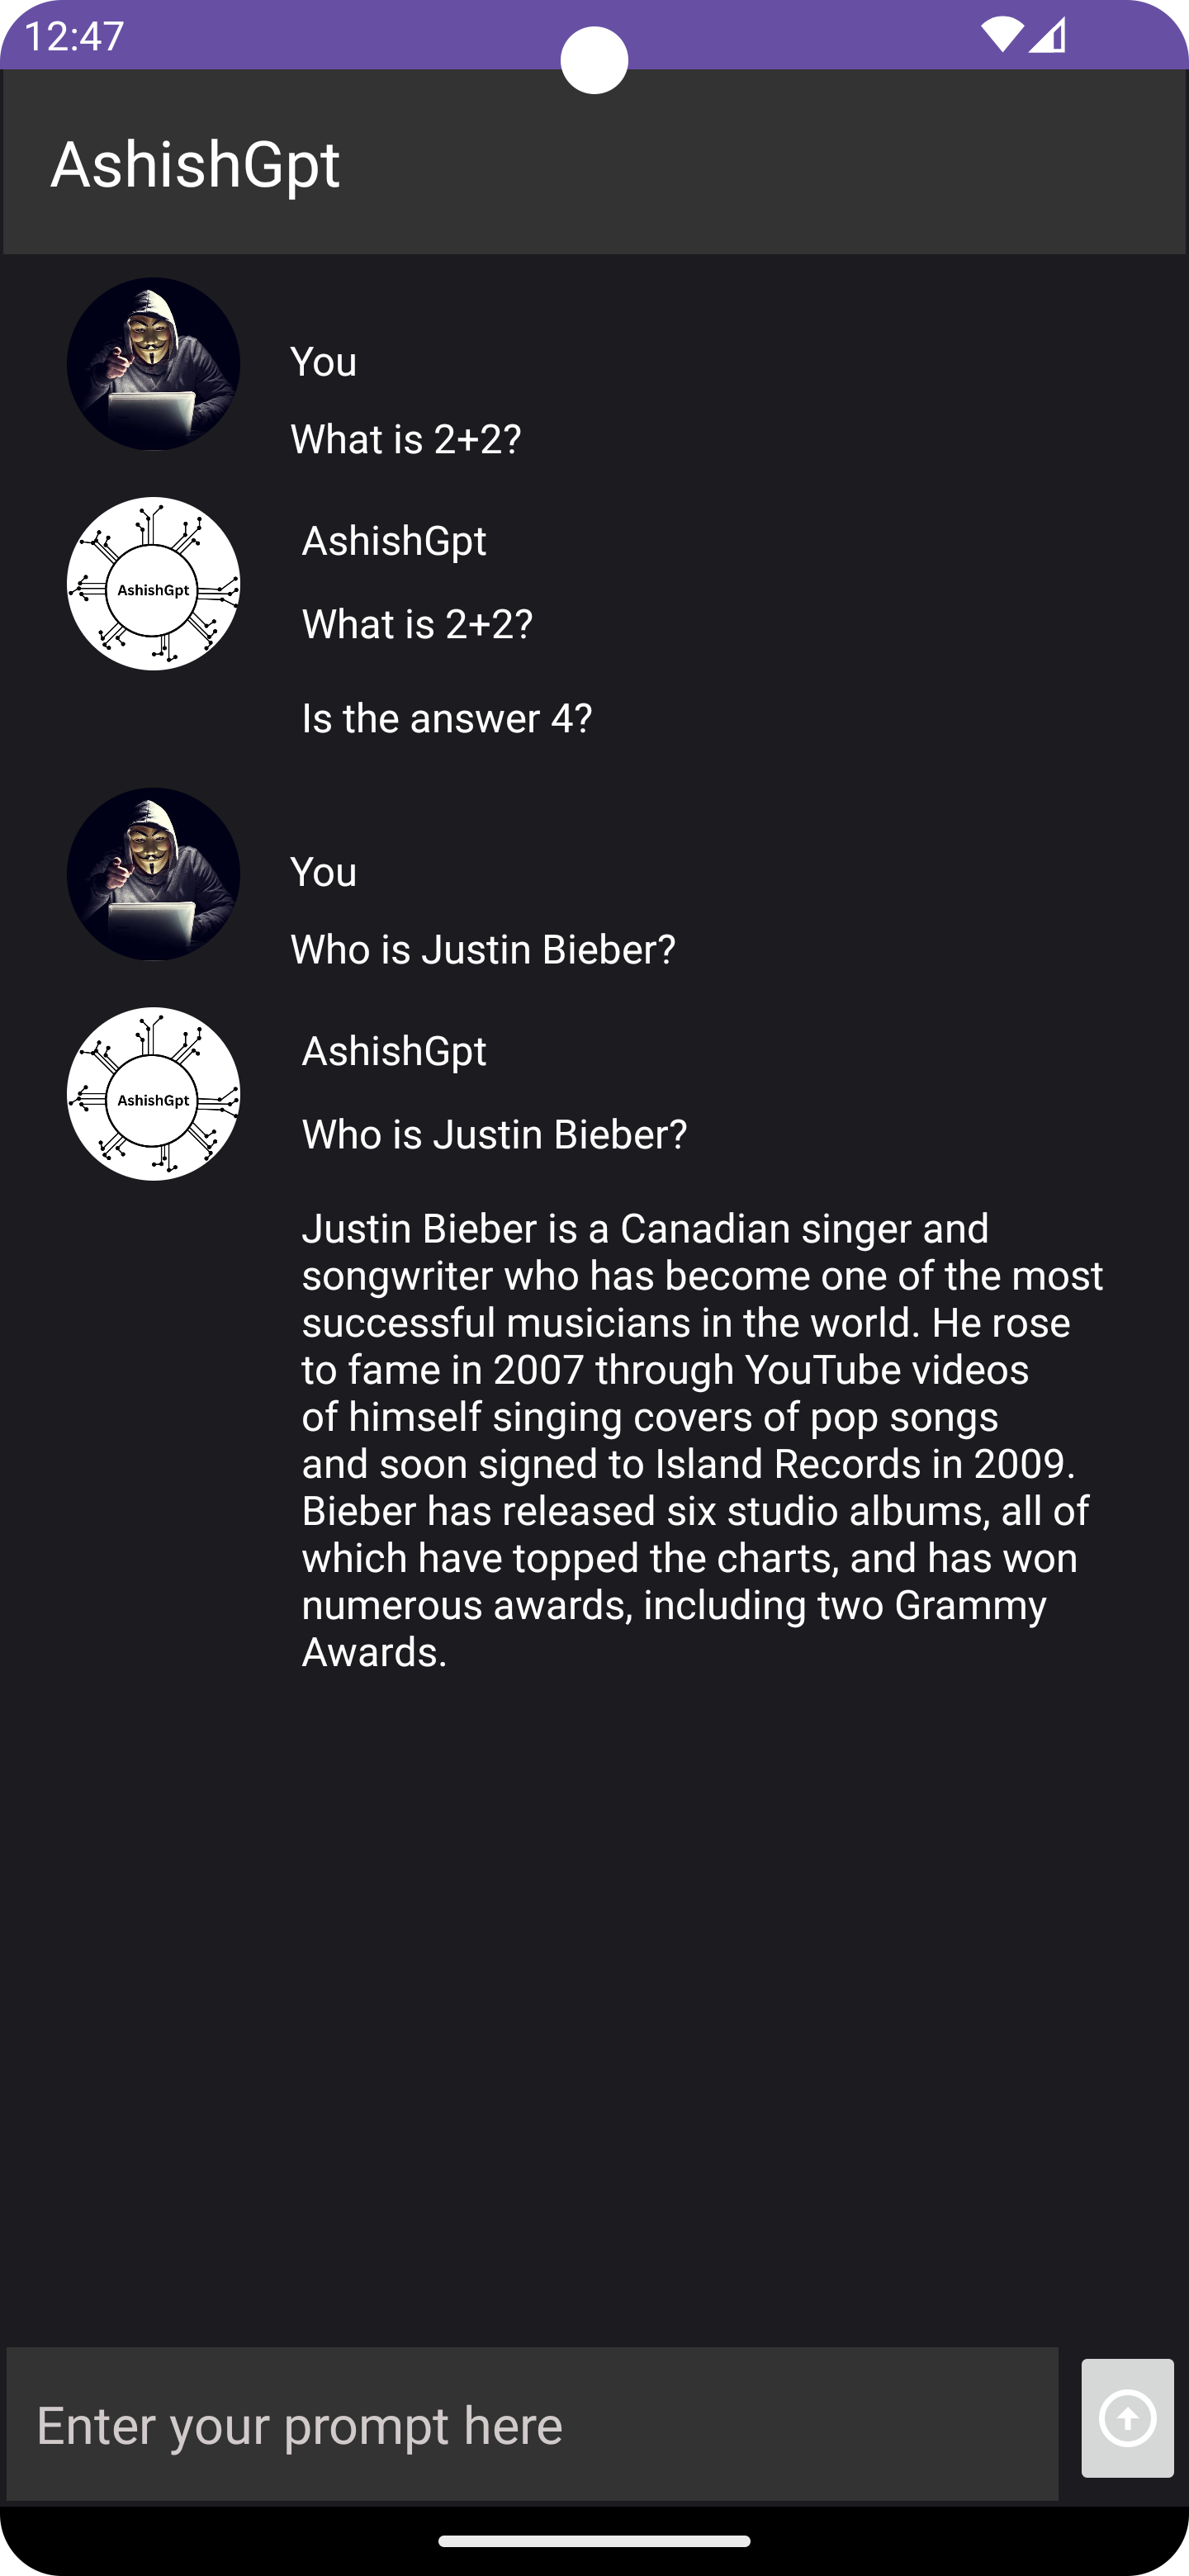 12:47
AshishGpt
You
What is 2+2?
AshishGpt
AshishGpt
What is 2+2?
Is the answer 4?
You
Who is Justin Bieber?
AshishGpt
AshishGpt
Who is Justin Bieber?
Justin Bieber is a Canadian singer and
songwriter who has become one of the most
successful musicians in the world. He rose
to fame in 2007 through YouTube videos
of himself singing covers of pop songs
and soon signed to Island Records in 2009.
Bieber has released six studio albums, all of
which have topped the charts, and has won
numerous awards, including two Grammy
Awards.
Enter your prompt here